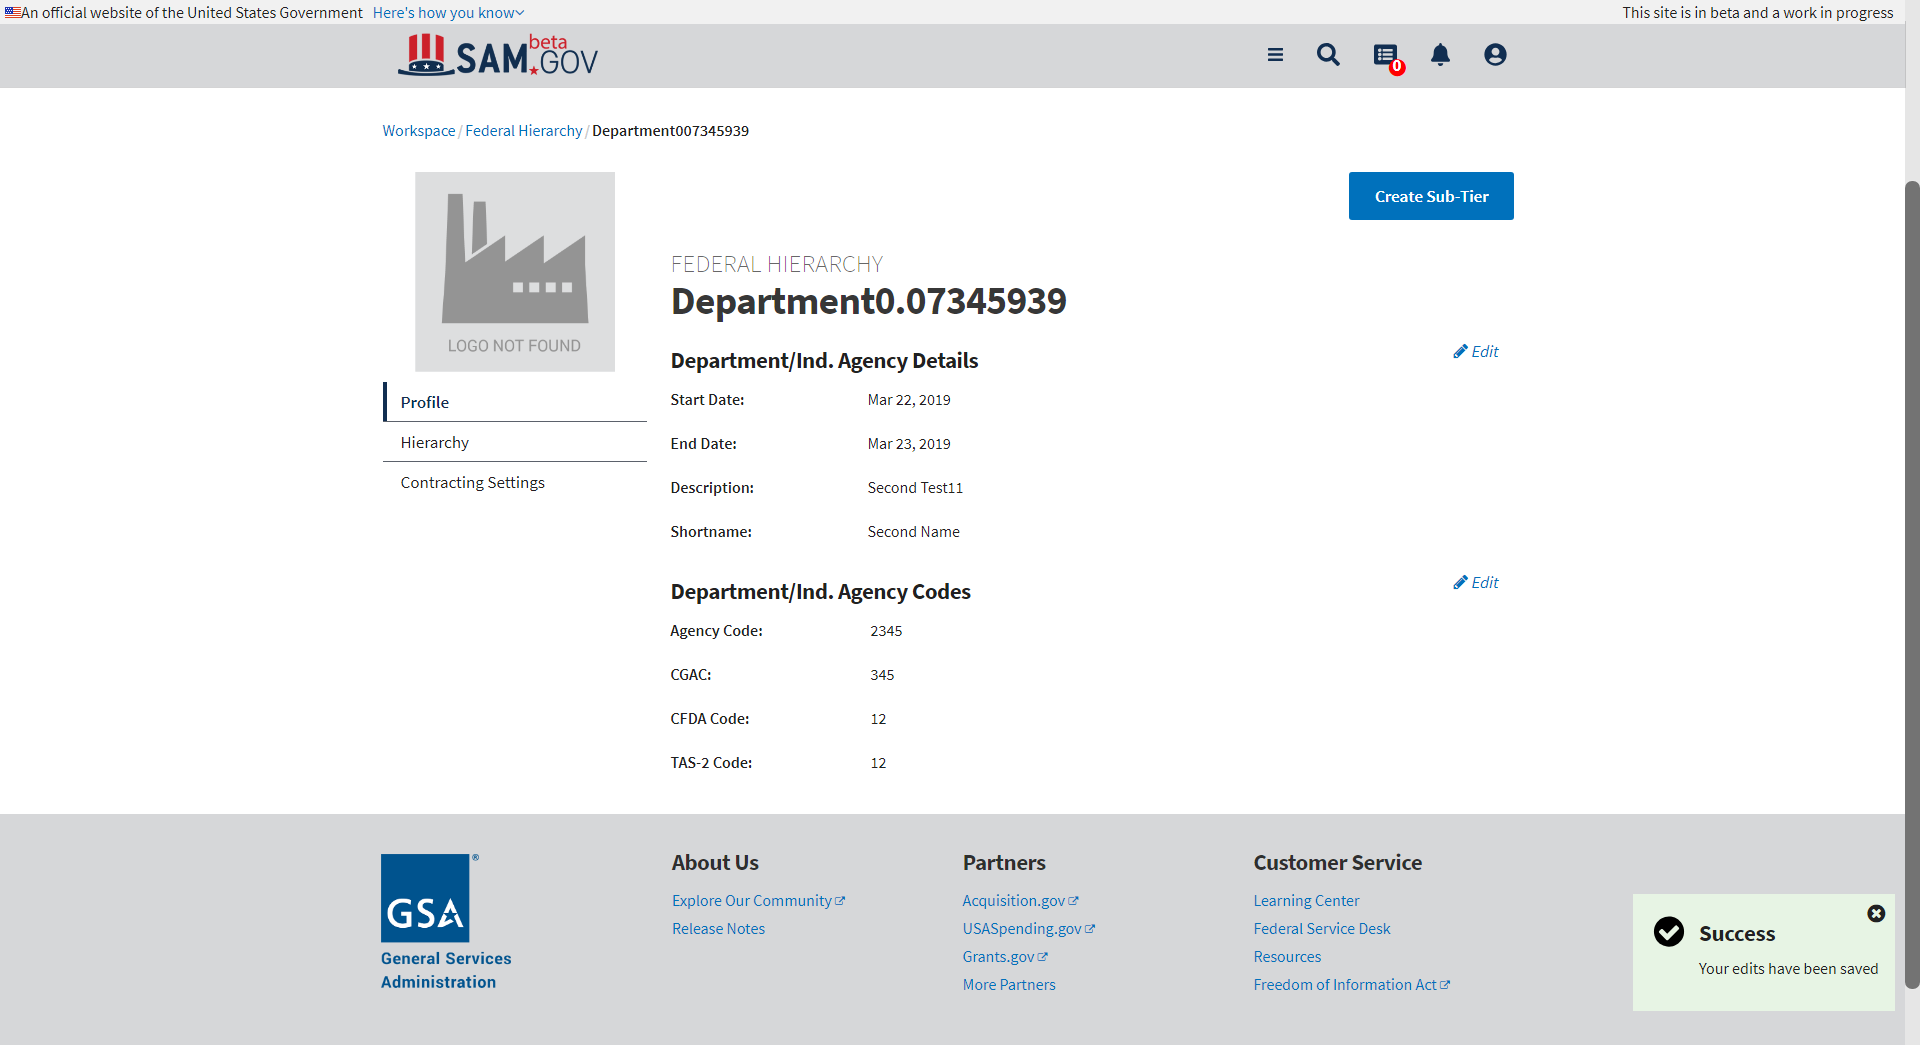 An official website of the United States Government Here's how you know
This site is in beta and a work in progress
SAM.GOV beta
0
Workspace / Federal Hierarchy / Department007345939
LOGO NOT FOUND
Create Sub-Tier
Profile
Hierarchy
Contracting Settings
FEDERAL HIERARCHY
Department0.07345939
Department/Ind. Agency Details
Edit
Start Date: Mar 22, 2019
End Date: Mar 23, 2019
Description: Second Test11
Shortname: Second Name
Department/Ind. Agency Codes
Edit
Agency Code: 2345
CGAC: 345
CFDA Code: 12
TAS-2 Code: 12
GSA®
General Services
Administration
About Us
Explore Our Community
Release Notes
Partners
Acquisition.gov
USASpending.gov
Grants.gov
More Partners
Customer Service
Learning Center
Federal Service Desk
Resources
Freedom of Information Act
Success
Your edits have been saved